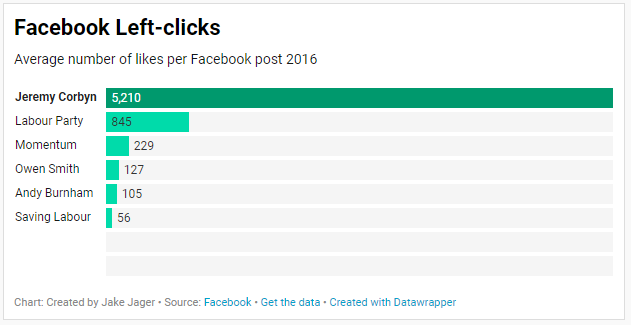 Facebook Left-clicks
Average number of likes per Facebook post 2016
Jeremy Corbyn 5,210
Labour Party 845
Momentum 229
Owen Smith 127
Andy Burnham 105
Saving Labour 56
Chart: Created by Jake Jager • Source: Facebook • Get the data • Created with Datawrapper